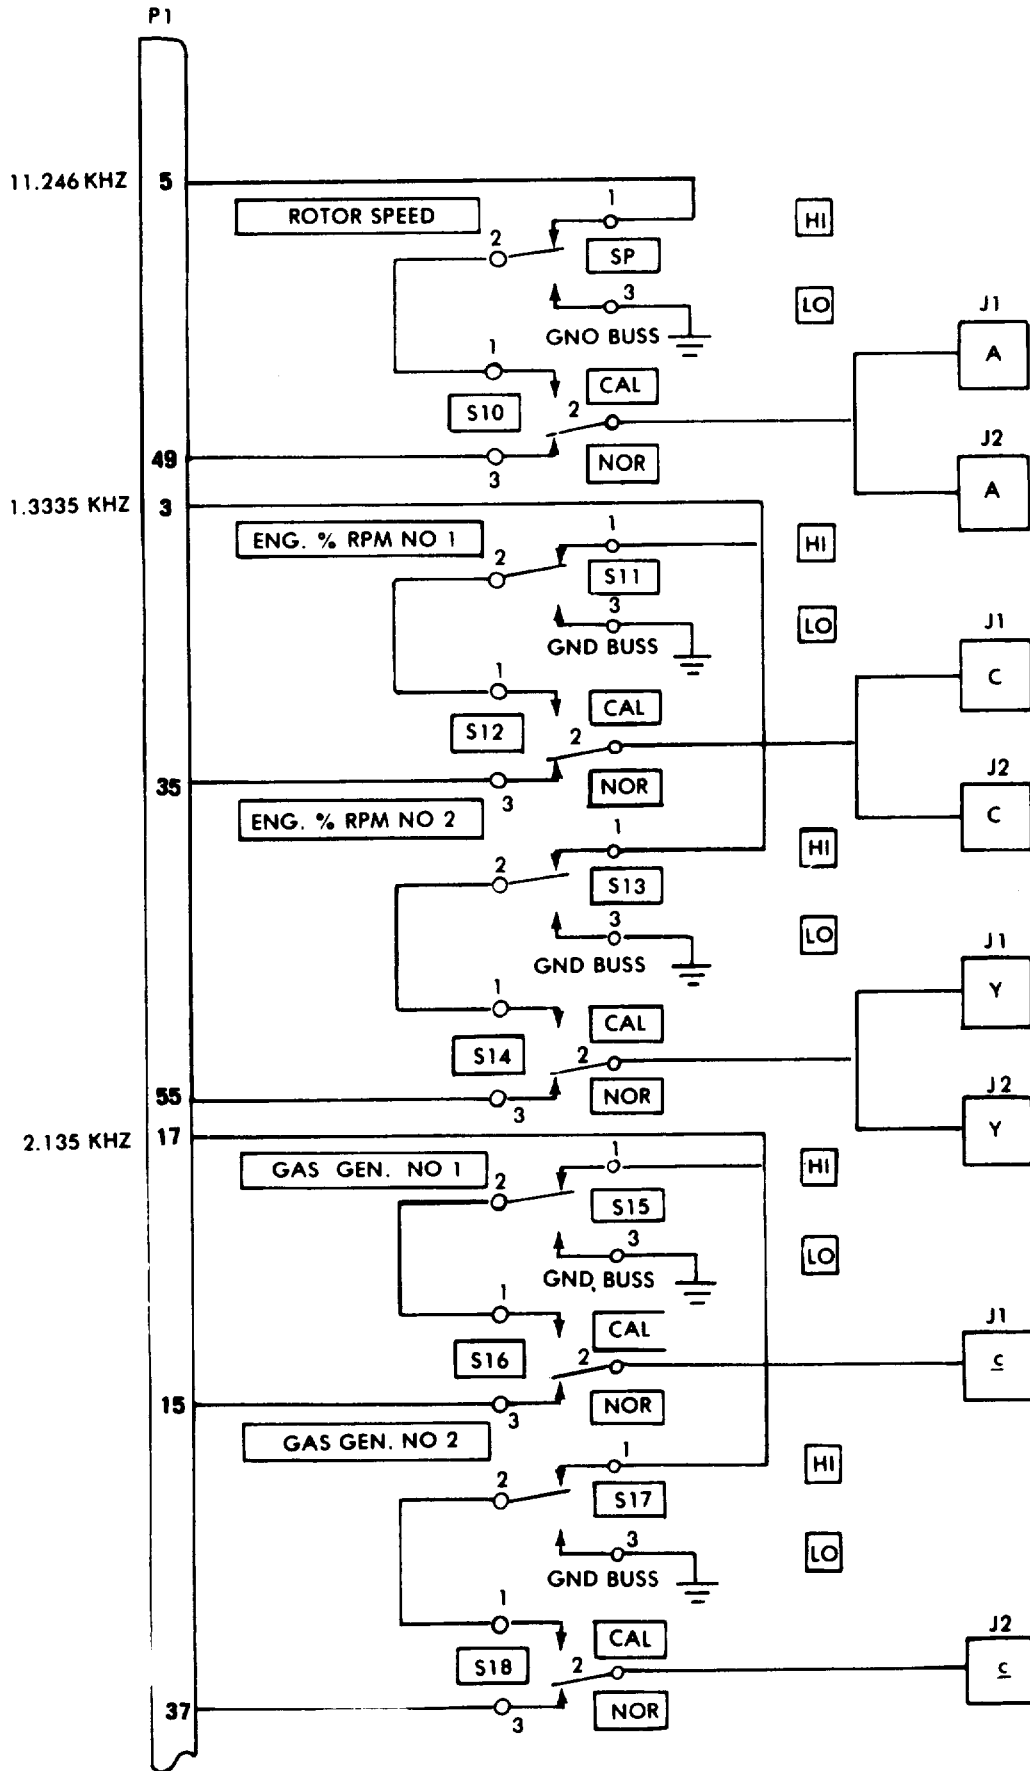 P1
11.246 KHZ 5
ROTOR SPEED
1
HI
2
SP
3
LO
GNO BUSS
J1
A
1
CAL
S10
2
J2
A
49
3
NOR
1.3335 KHZ 3
ENG. % RPM NO 1
1
HI
2
S11
3
LO
GND BUSS
J1
C
1
CAL
S12
2
35
3
NOR
J2
C
ENG. % RPM NO 2
1
HI
2
S13
3
LO
GND BUSS
J1
Y
1
CAL
S14
2
55
3
NOR
J2
Y
2.135 KHZ 17
GAS GEN. NO 1
1
HI
2
S15
3
LO
GND, BUSS
1
CAL
J1
c
S16
2
15
3
NOR
GAS GEN. NO 2
1
HI
2
S17
3
LO
GND BUSS
1
CAL
J2
c
S18
2
37
3
NOR